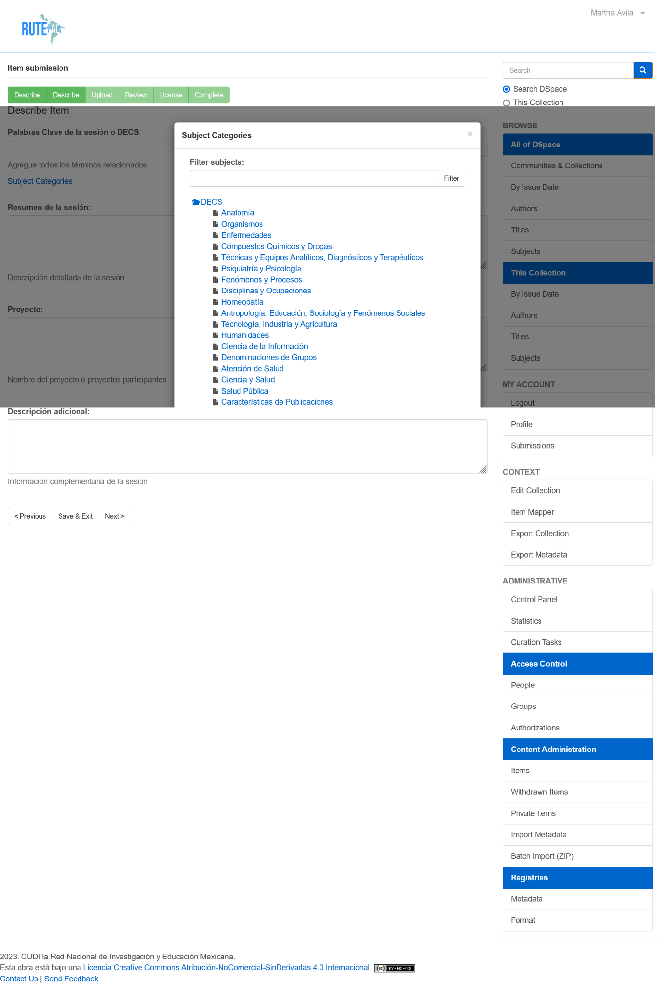 Martha Avila
RUTE
Item submission
Describe
Describe
Upload
Review
License
Complete
Describe Item
Palabras Clave de la sesión o DECS:
Agregue todos los términos relacionados
Subject Categories
Resumen de la sesión:
Descripción detallada de la sesión
Proyecto:
Nombre del proyecto o proyectos participantes
Subject Categories
×
Filter subjects:
Filter
DECS
Anatomía
Organismos
Enfermedades
Compuestos Químicos y Drogas
Técnicas y Equipos Analíticos, Diagnósticos y Terapéuticos
Psiquiatría y Psicología
Fenómenos y Procesos
Disciplinas y Ocupaciones
Homeopatía
Antropología, Educación, Sociología y Fenómenos Sociales
Tecnología, Industria y Agricultura
Humanidades
Ciencia de la Información
Denominaciones de Grupos
Atención de Salud
Ciencia y Salud
Salud Pública
Características de Publicaciones
Descripción adicional:
Información complementaria de la sesión
< Previous
Save & Exit
Next >
Search
Search DSpace
This Collection
BROWSE
All of DSpace
Communities & Collections
By Issue Date
Authors
Titles
Subjects
This Collection
By Issue Date
Authors
Titles
Subjects
MY ACCOUNT
Logout
Profile
Submissions
CONTEXT
Edit Collection
Item Mapper
Export Collection
Export Metadata
ADMINISTRATIVE
Control Panel
Statistics
Curation Tasks
Access Control
People
Groups
Authorizations
Content Administration
Items
Withdrawn Items
Private Items
Import Metadata
Batch Import (ZIP)
Registries
Metadata
Format
2023. CUDI la Red Nacional de Investigación y Educación Mexicana.
Esta obra está bajo una Licencia Creative Commons Atribución-NoComercial-SinDerivadas 4.0 Internacional. (cc) BY-NC-ND
Contact Us | Send Feedback